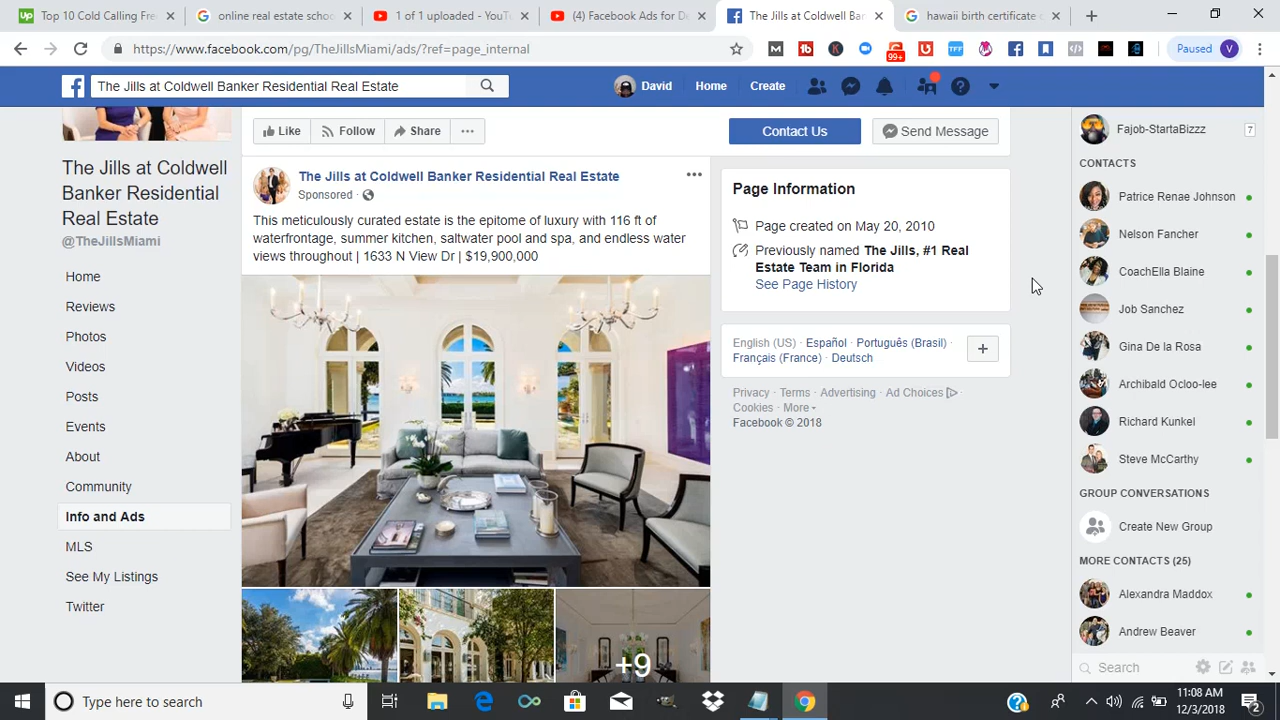 Top 10 Cold Calling Fre
online real estate schoo
1 of 1 uploaded - YouTu
(4) Facebook Ads for De
The Jills at Coldwell Ban
hawaii birth certificate c
https://www.facebook.com/pg/TheJillsMiami/ads/?ref=page_internal
99+
TFF
Paused
V
The Jills at Coldwell Banker Residential Real Estate
David
Home
Create
The Jills at Coldwell
Banker Residential
Real Estate
@TheJillsMiami
Home
Reviews
Photos
Videos
Posts
Events
About
Community
Info and Ads
MLS
See My Listings
Twitter
Like
Follow
Share
Contact Us
Send Message
The Jills at Coldwell Banker Residential Real Estate
Sponsored ·
This meticulously curated estate is the epitome of luxury with 116 ft of
waterfrontage, summer kitchen, saltwater pool and spa, and endless water
views throughout | 1633 N View Dr | $19,900,000
+9
Page Information
Page created on May 20, 2010
Previously named The Jills, #1 Real
Estate Team in Florida
See Page History
English (US) · Español · Português (Brasil) ·
Français (France) · Deutsch
Privacy · Terms · Advertising · Ad Choices ·
Cookies · More
Facebook © 2018
Fajob-StartaBizzz
7
CONTACTS
Patrice Renae Johnson
Nelson Fancher
CoachElla Blaine
Job Sanchez
Gina De la Rosa
Archibald Ocloo-lee
Richard Kunkel
Steve McCarthy
GROUP CONVERSATIONS
Create New Group
MORE CONTACTS (25)
Alexandra Maddox
Andrew Beaver
Search
Type here to search
11:08 AM
12/3/2018
2